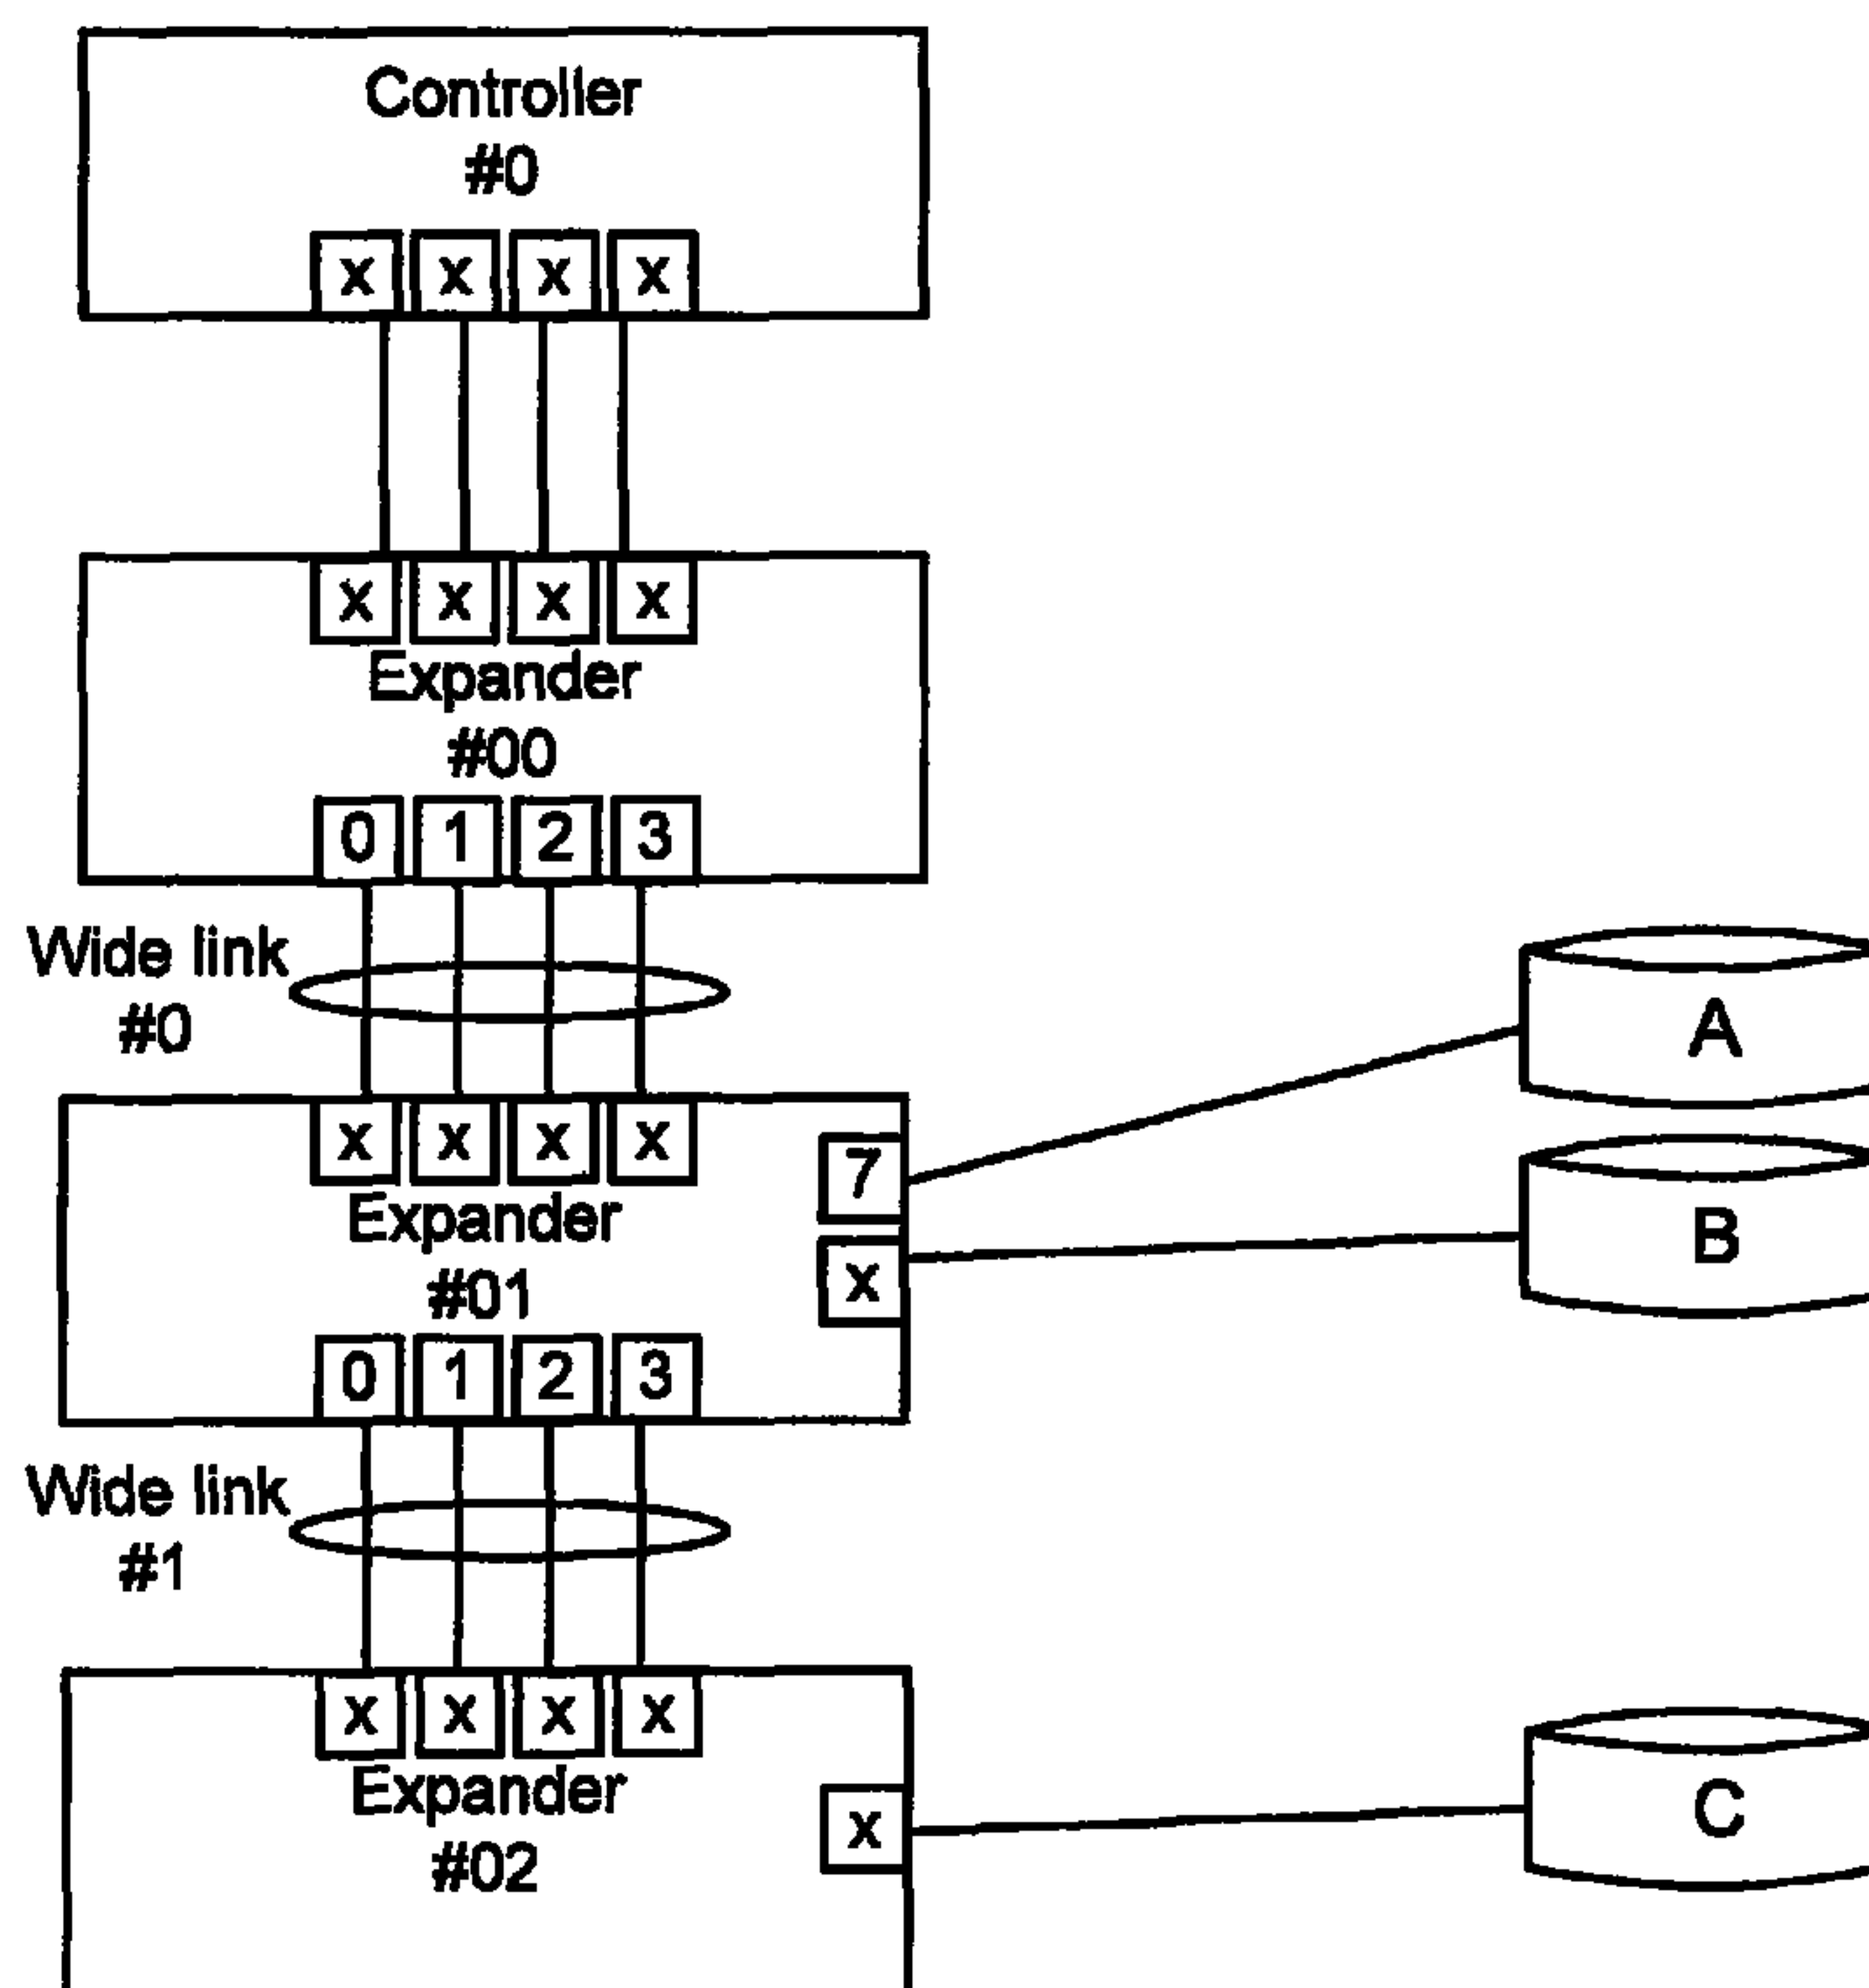 Controller
#0
x x x x
x x x x
Expander
#00
0 1 2 3
Wide link
#0
A
x x x x
7
B
Expander
#01
x
0 1 2 3
Wide link
#1
x x x x
Expander
#02
x
C